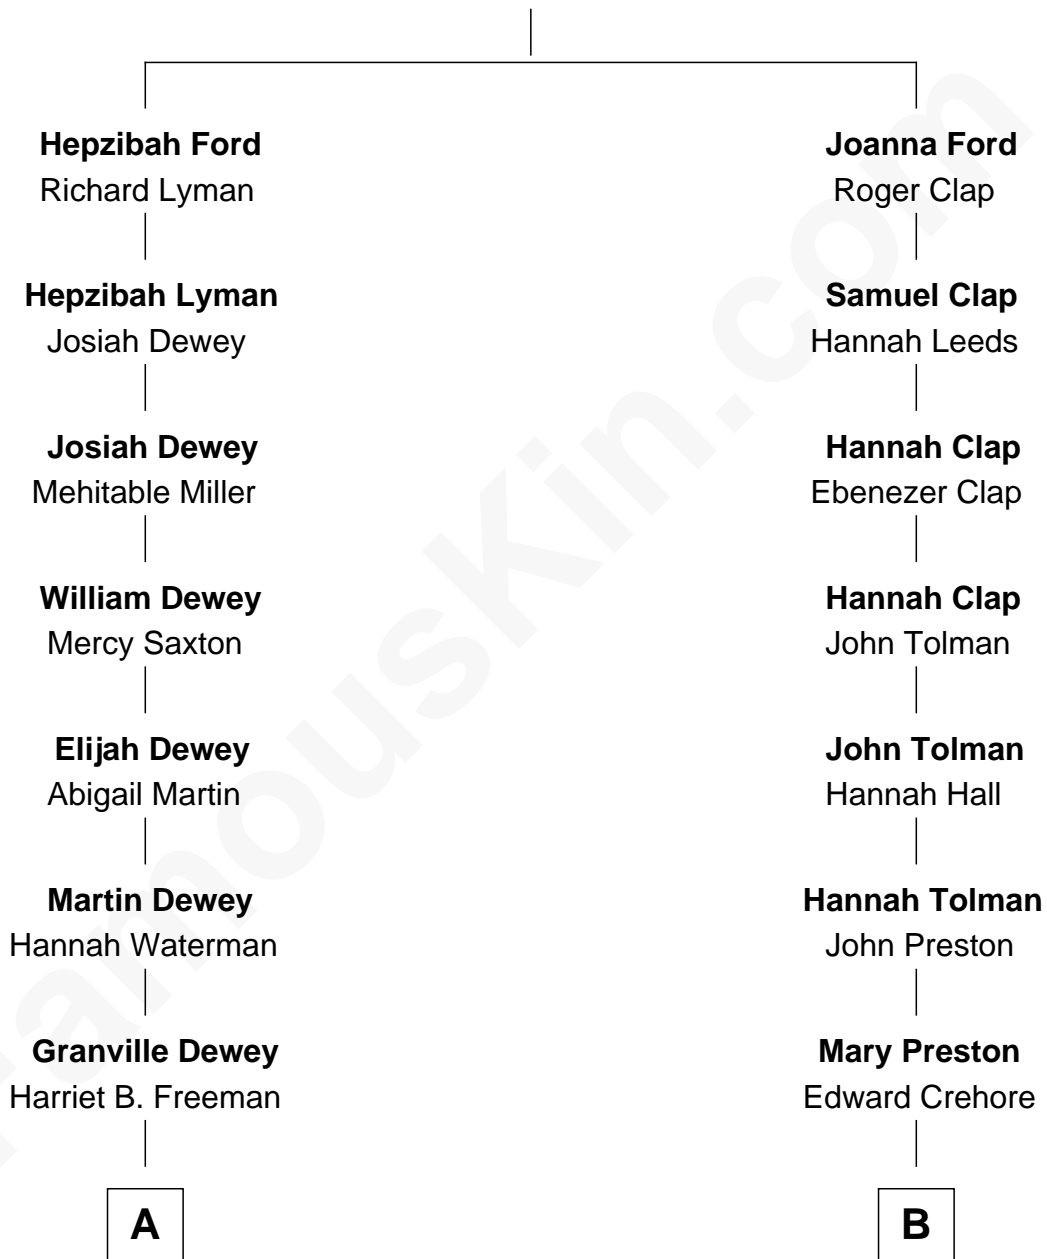 Hepzibah Ford
Richard Lyman
Hepzibah Lyman
Josiah Dewey
Josiah Dewey
Mehitable Miller
William Dewey
Mercy Saxton
Elijah Dewey
Abigail Martin
Martin Dewey
Hannah Waterman
Granville Dewey
Harriet B. Freeman
A
Joanna Ford
Roger Clap
Samuel Clap
Hannah Leeds
Hannah Clap
Ebenezer Clap
Hannah Clap
John Tolman
John Tolman
Hannah Hall
Hannah Tolman
John Preston
Mary Preston
Edward Crehore
B
famouskin.com